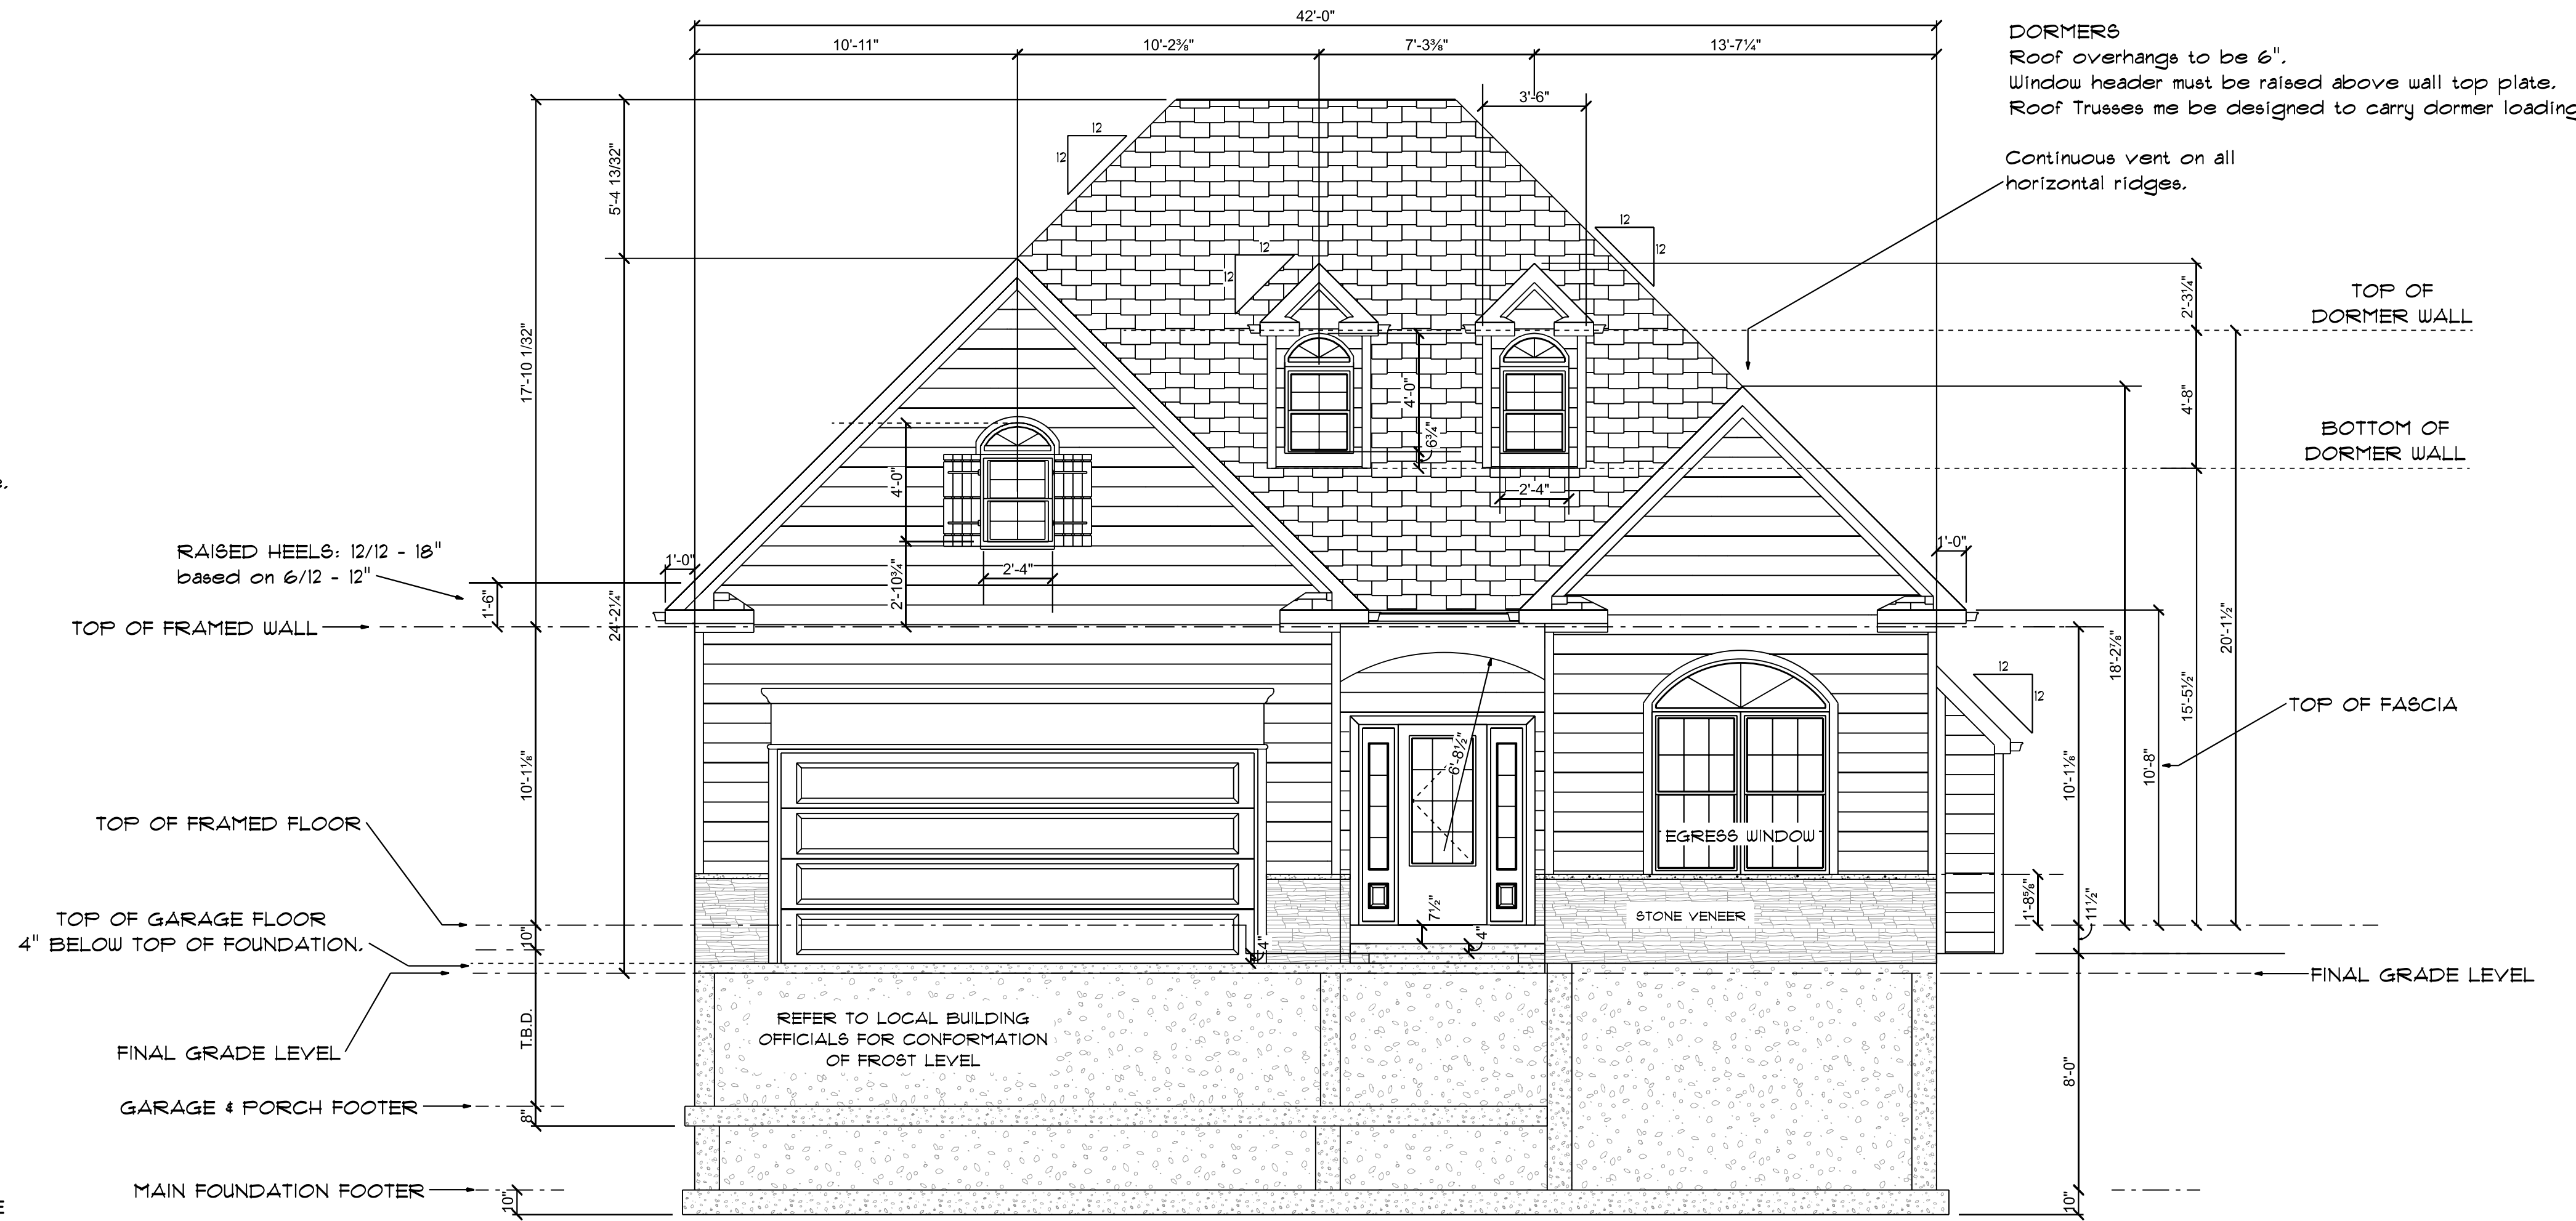 42'-0"
10'-11"
10'-2⅜"
7'-3⅜"
13'-7¼"
DORMERS
Roof overhangs to be 6".
Window header must be raised above wall top plate.
Roof Trusses me be designed to carry dormer loading
Continuous vent on all
horizontal ridges.
3'-6"
12
12
12
12
12
12
5'-4 13/32"
17'-10 1/32"
24'-2¼"
2'-3¼"
TOP OF
DORMER WALL
4'-8"
BOTTOM OF
DORMER WALL
4'-0"
6¾"
2'-4"
4'-0"
2'-10¾"
2'-4"
RAISED HEELS: 12/12 - 18"
based on 6/12 - 12"
1'-0"
1'-0"
1'-6"
TOP OF FRAMED WALL
20'-1½"
18'-2⅞"
15'-5½"
12
12
TOP OF FASCIA
10'-1⅛"
10'-1⅛"
10'-8"
6'-8½"
EGRESS WINDOW
TOP OF FRAMED FLOOR
1'-8⅝"
11½"
STONE VENEER
7½"
4"
4"
TOP OF GARAGE FLOOR
4" BELOW TOP OF FOUNDATION.
10"
FINAL GRADE LEVEL
T.B.D.
REFER TO LOCAL BUILDING
OFFICIALS FOR CONFORMATION
OF FROST LEVEL
FINAL GRADE LEVEL
8'-0"
GARAGE & PORCH FOOTER
8"
MAIN FOUNDATION FOOTER
10"
10"